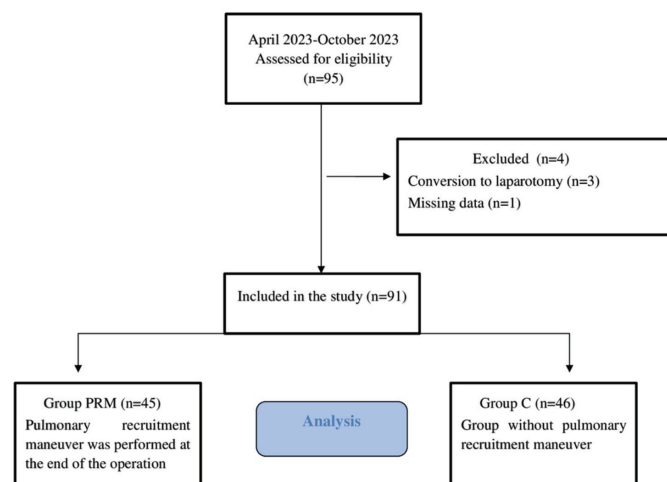 April 2023-October 2023
Assessed for eligibility
(n=95)
Excluded (n=4)
Conversion to laparotomy (n=3)
Missing data (n=1)
Included in the study (n=91)
Group PRM (n=45)
Pulmonary recruitment
maneuver was performed at
the end of the operation
Analysis
Group C (n=46)
Group without pulmonary
recruitment maneuver